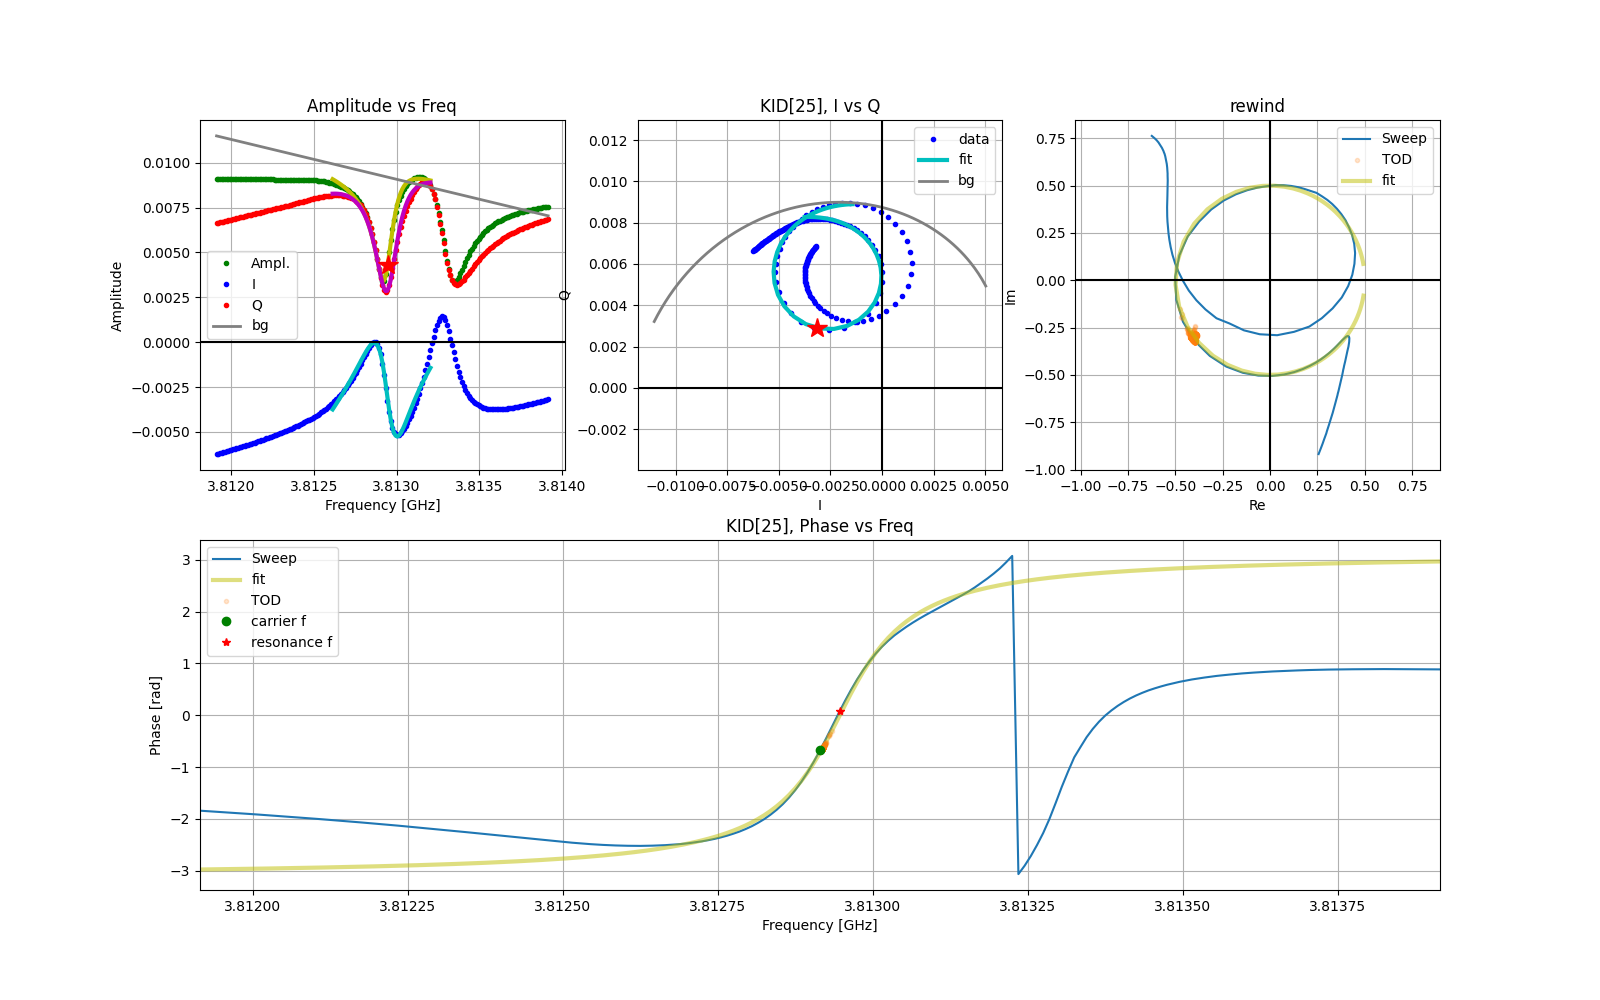 Amplitude vs Freq
Amplitude
0.0100
0.0075
0.0050
0.0025
0.0000
−0.0025
−0.0050
Ampl.
I
Q
bg
3.8120 3.8125 3.8130 3.8135 3.8140
Frequency [GHz]
KID[25], I vs Q
Q
0.012
0.010
0.008
0.006
0.004
0.002
0.000
−0.002
data
fit
bg
−0.0100 −0.0075 −0.0050 −0.0025 0.0000 0.0025 0.0050
I
rewind
Im
0.75
0.50
0.25
0.00
−0.25
−0.50
−0.75
−1.00
Sweep
TOD
fit
−1.00 −0.75 −0.50 −0.25 0.00 0.25 0.50 0.75
Re
KID[25], Phase vs Freq
Phase [rad]
3
2
1
0
−1
−2
−3
Sweep
fit
TOD
carrier f
resonance f
3.81200 3.81225 3.81250 3.81275 3.81300 3.81325 3.81350 3.81375
Frequency [GHz]